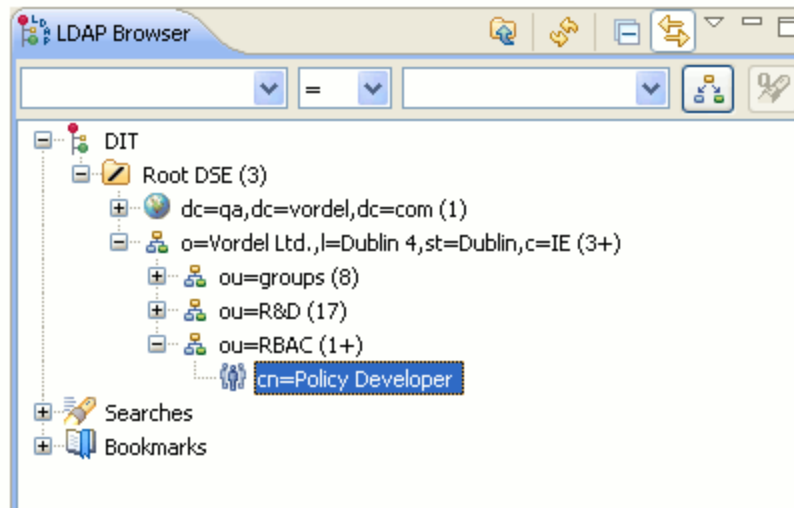 LDAP Browser
=
DIT
Root DSE (3)
dc=qa,dc=vordel,dc=com (1)
o=Vordel Ltd.,l=Dublin 4,st=Dublin,c=IE (3+)
ou=groups (8)
ou=R&D (17)
ou=RBAC (1+)
cn=Policy Developer
Searches
Bookmarks